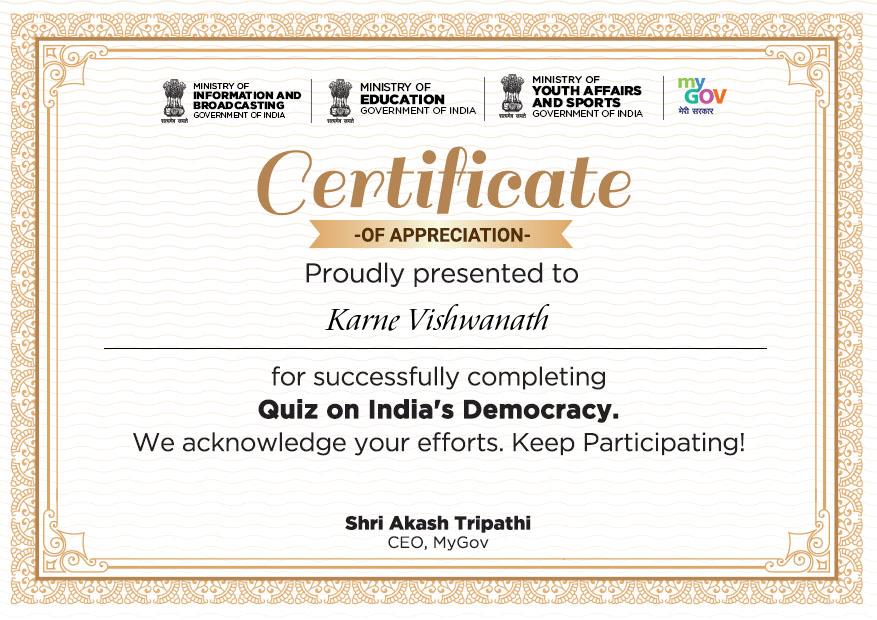 MINISTRY OF
INFORMATION AND
BROADCASTING
GOVERNMENT OF INDIA
सत्यमेव जयते
MINISTRY OF
EDUCATION
GOVERNMENT OF INDIA
सत्यमेव जयते
MINISTRY OF
YOUTH AFFAIRS
AND SPORTS
GOVERNMENT OF INDIA
सत्यमेव जयते
my
GOV
मेरी सरकार
Certificate
-OF APPRECIATION-
Proudly presented to
Karne Vishwanath
for successfully completing
Quiz on India's Democracy.
We acknowledge your efforts. Keep Participating!
Shri Akash Tripathi
CEO, MyGov